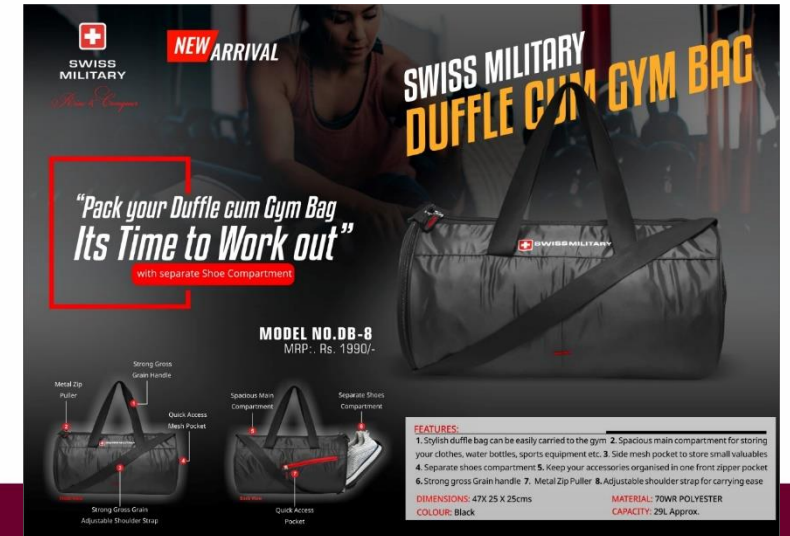 SWISS
MILITARY
NEW ARRIVAL
SWISS MILITARY
DUFFLE CUM GYM BAG
"Pack your Duffle cum Gym Bag
Its Time to Work out"
with separate Shoe Compartment
SWISS MILITARY
MODEL NO.DB-8
MRP:. Rs. 1990/-
Strong Gross
Grain Handle
Metal Zip
Puller
Quick Access
Mesh Pocket
SWISS MILITARY
Strong Gross Grain
Adjustable Shoulder Strap
Spacious Main
Compartment
Separate Shoes
Compartment
Quick Access
Pocket
FEATURES:
1. Stylish duffle bag can be easily carried to the gym 2. Spacious main compartment for storing
your clothes, water bottles, sports equipment etc. 3. Side mesh pocket to store small valuables
4. Separate shoes compartment 5. Keep your accessories organised in one front zipper pocket
6. Strong gross Grain handle 7. Metal Zip Puller 8. Adjustable shoulder strap for carrying ease
DIMENSIONS: 47X 25 X 25cms
MATERIAL: 70WR POLYESTER
COLOUR: Black
CAPACITY: 29L Approx.